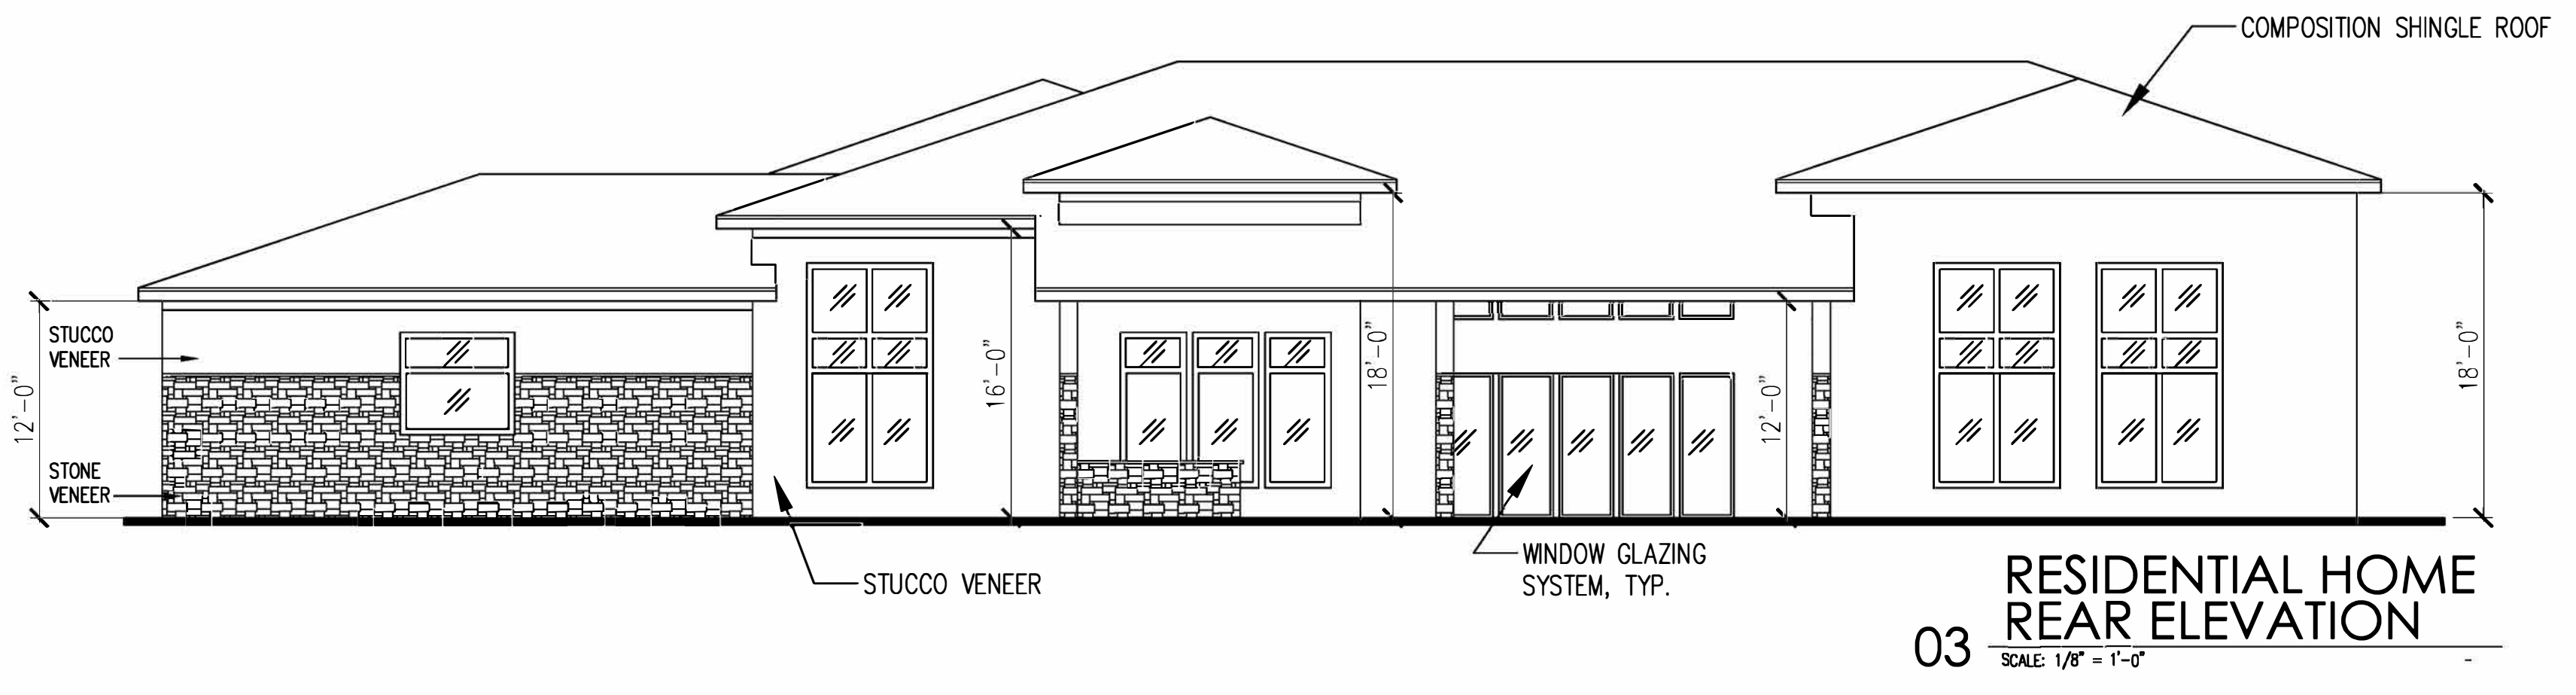 COMPOSITION SHINGLE ROOF
STUCCO
VENEER
12'-0"
STONE
VENEER
16'-0"
18'-0"
12'-0"
18'-0"
STUCCO VENEER
WINDOW GLAZING
SYSTEM, TYP.
RESIDENTIAL HOME
REAR ELEVATION
03
SCALE: 1/8" = 1'-0"
-